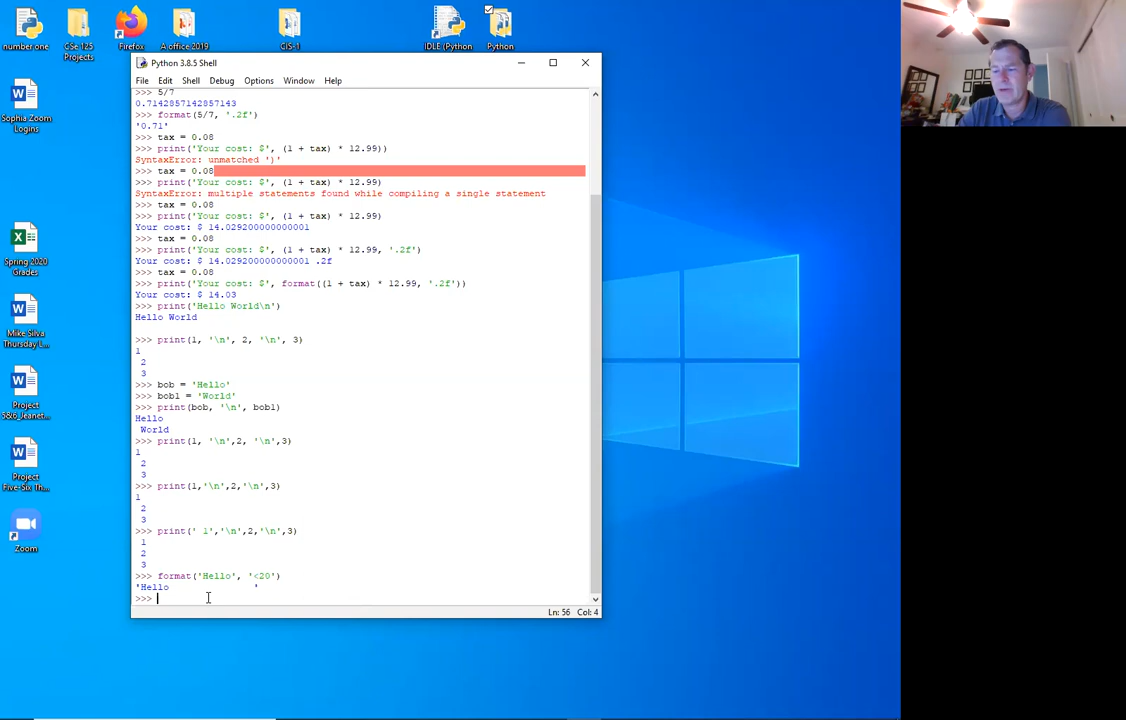 number one
CSe 125
Projects
Firefox
A office 2019
CIS-1
IDLE (Python
Python
Sophia Zoom
Logins
Spring 2020
Grades
Mike Sliva
Thursday L...
Project
5&6_Jeanet...
Project
Five-Six Th...
Zoom
Python 3.8.5 Shell
File Edit Shell Debug Options Window Help
>>> 5/7
0.7142857142857143
>>> format(5/7, '.2f')
'0.71'
>>> tax = 0.08
>>> print('Your cost: $', (1 + tax) * 12.99))
SyntaxError: unmatched ')'
>>> tax = 0.08
>>> print('Your cost: $', (1 + tax) * 12.99)
SyntaxError: multiple statements found while compiling a single statement
>>> tax = 0.08
>>> print('Your cost: $', (1 + tax) * 12.99)
Your cost: $ 14.029200000000001
>>> tax = 0.08
>>> print('Your cost: $', (1 + tax) * 12.99, '.2f')
Your cost: $ 14.029200000000001 .2f
>>> tax = 0.08
>>> print('Your cost: $', format((1 + tax) * 12.99, '.2f'))
Your cost: $ 14.03
>>> print('Hello World\n')
Hello World
>>> print(1, '\n', 2, '\n', 3)
1
2
3
>>> bob = 'Hello'
>>> bob1 = 'World'
>>> print(bob, '\n', bob1)
Hello
World
>>> print(1, '\n',2, '\n',3)
1
2
3
>>> print(1,'\n',2,'\n',3)
1
2
3
>>> print(' 1','\n',2,'\n',3)
1
2
3
>>> format('Hello', '<20')
'Hello               '
>>>
Ln: 56 Col: 4